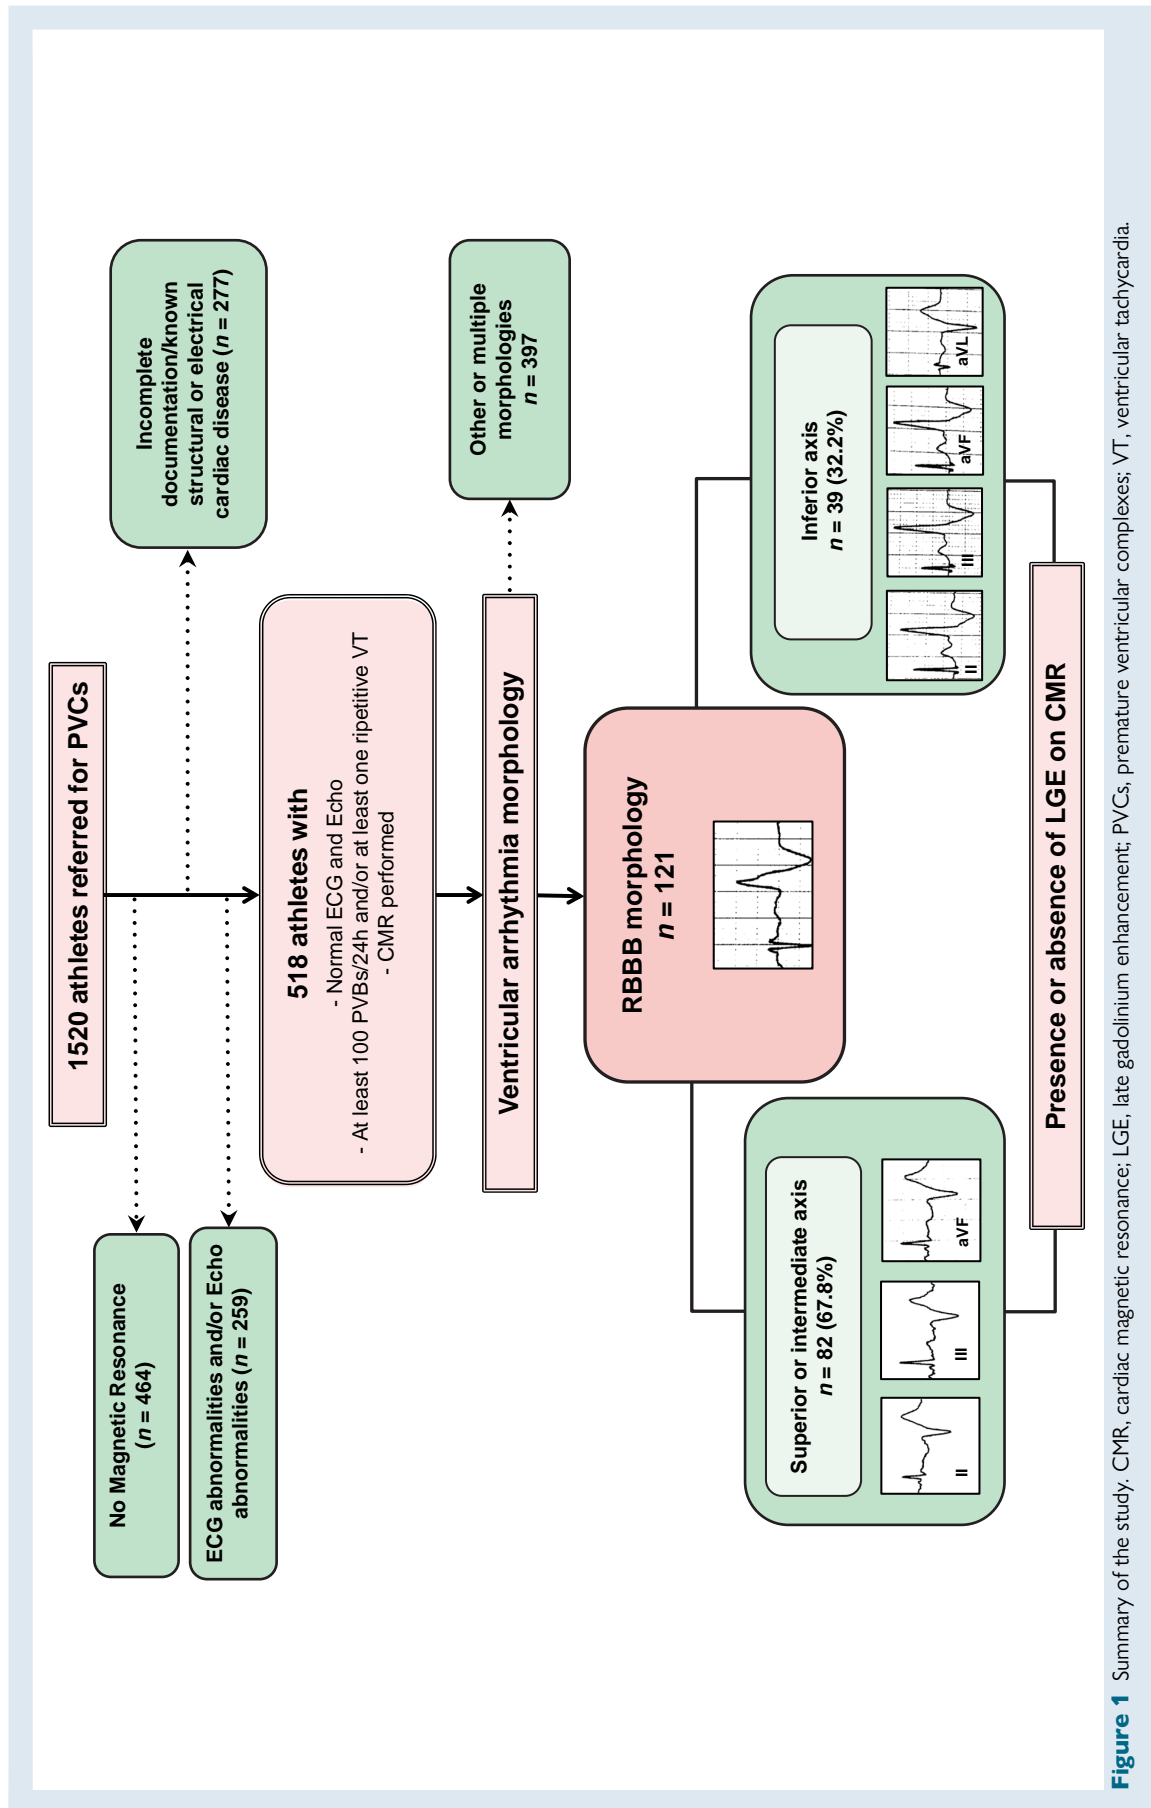 1520 athletes referred for PVCs
No Magnetic Resonance
(n = 464)
ECG abnormalities and/or Echo
abnormalities (n = 259)
Incomplete
documentation/known
structural or electrical
cardiac disease (n = 277)
518 athletes with
- Normal ECG and Echo
- At least 100 PVBs/24h and/or at least one ripetitive VT
- CMR performed
Ventricular arrhythmia morphology
Other or multiple
morphologies
n = 397
RBBB morphology
n = 121
Superior or intermediate axis
n = 82 (67.8%)
II
III
aVF
Inferior axis
n = 39 (32.2%)
II
III
aVF
aVL
Presence or absence of LGE on CMR
Figure 1 Summary of the study. CMR, cardiac magnetic resonance; LGE, late gadolinium enhancement; PVCs, premature ventricular complexes; VT, ventricular tachycardia.